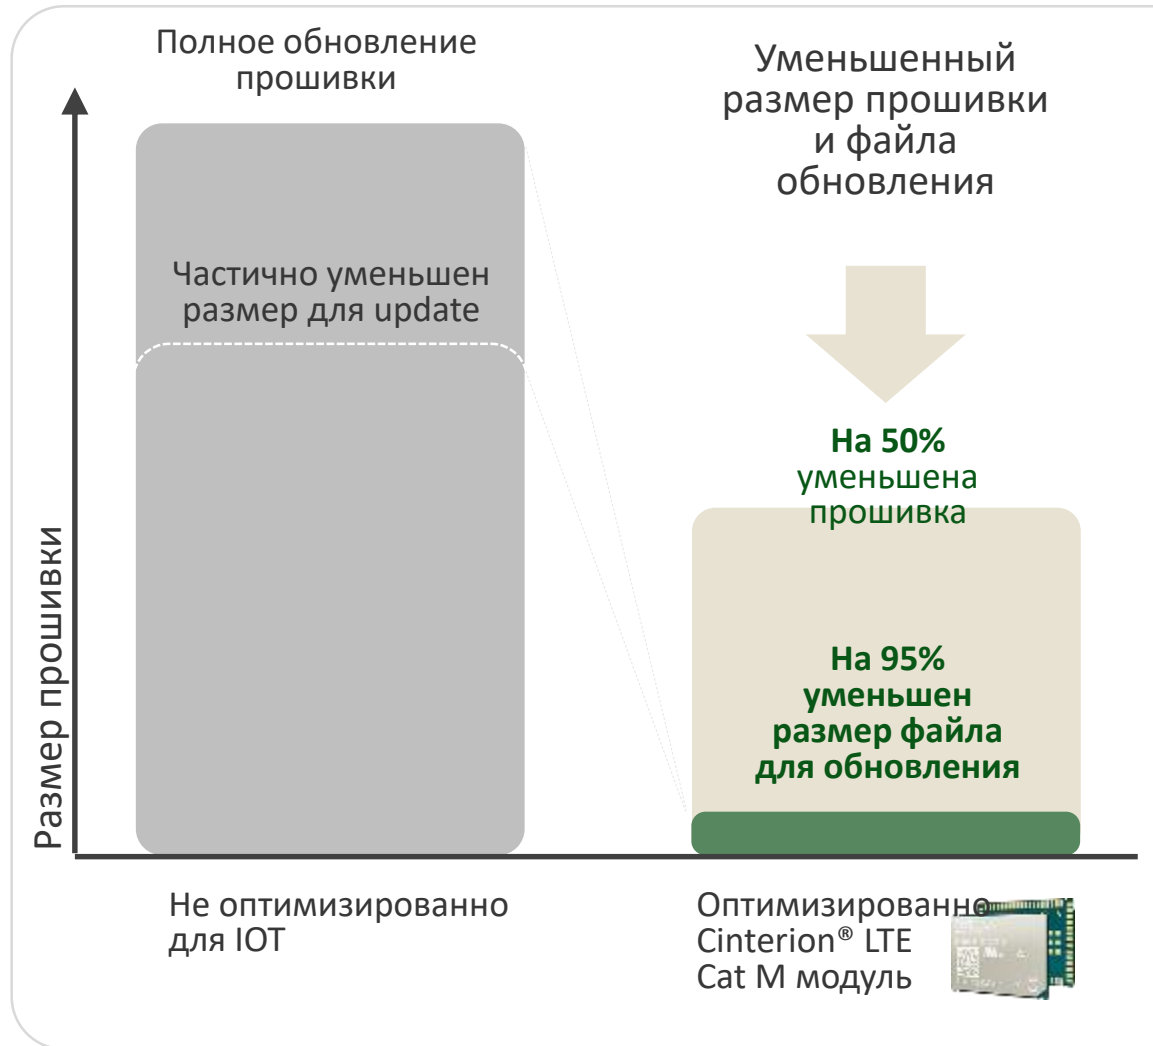 Полное обновление
прошивки
Уменьшенный
размер прошивки
и файла
обновления
Частично уменьшен
размер для update
На 50%
уменьшена
прошивка
На 95%
уменьшен
размер файла
для обновления
Размер прошивки
Не оптимизированно
для IOT
Оптимизированно
Cinterion® LTE
Cat M модуль